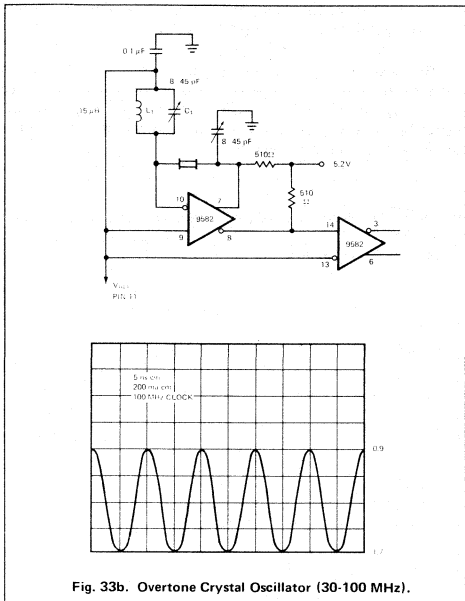 0.1 µF
8 45 pF
.15 µH
L₁
C₁
8 45 pF
510Ω
5.2V
510
Ω
10
7
9582
9
8
14
3
9582
13
6
PIN 11
5 ns cm
200 mv cm
100 MHz CLOCK
0.9
1.7
Fig. 33b. Overtone Crystal Oscillator (30-100 MHz).